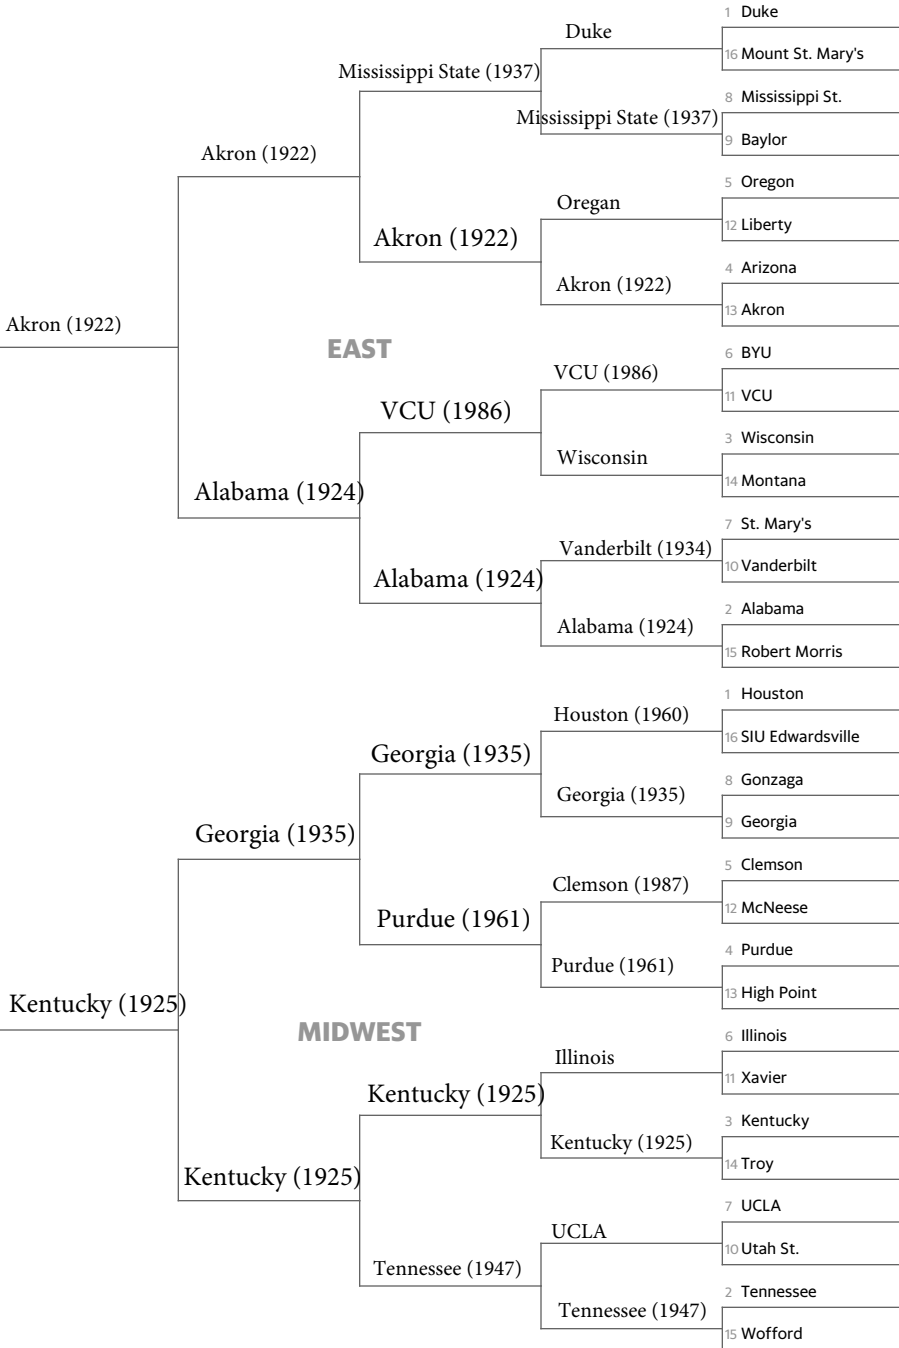 1 Duke
Duke
16 Mount St. Mary's
Mississippi State (1937)
8 Mississippi St.
Mississippi State (1937)
9 Baylor
Akron (1922)
5 Oregon
Oregan
12 Liberty
Akron (1922)
4 Arizona
Akron (1922)
13 Akron
Akron (1922)
EAST
6 BYU
VCU (1986)
11 VCU
VCU (1986)
3 Wisconsin
Wisconsin
14 Montana
Alabama (1924)
7 St. Mary's
Vanderbilt (1934)
10 Vanderbilt
Alabama (1924)
2 Alabama
Alabama (1924)
15 Robert Morris
1 Houston
Houston (1960)
16 SIU Edwardsville
Georgia (1935)
8 Gonzaga
Georgia (1935)
9 Georgia
Georgia (1935)
5 Clemson
Clemson (1987)
12 McNeese
Purdue (1961)
4 Purdue
Purdue (1961)
13 High Point
Kentucky (1925)
MIDWEST
6 Illinois
Illinois
11 Xavier
Kentucky (1925)
3 Kentucky
Kentucky (1925)
14 Troy
Kentucky (1925)
7 UCLA
UCLA
10 Utah St.
Tennessee (1947)
2 Tennessee
Tennessee (1947)
15 Wofford